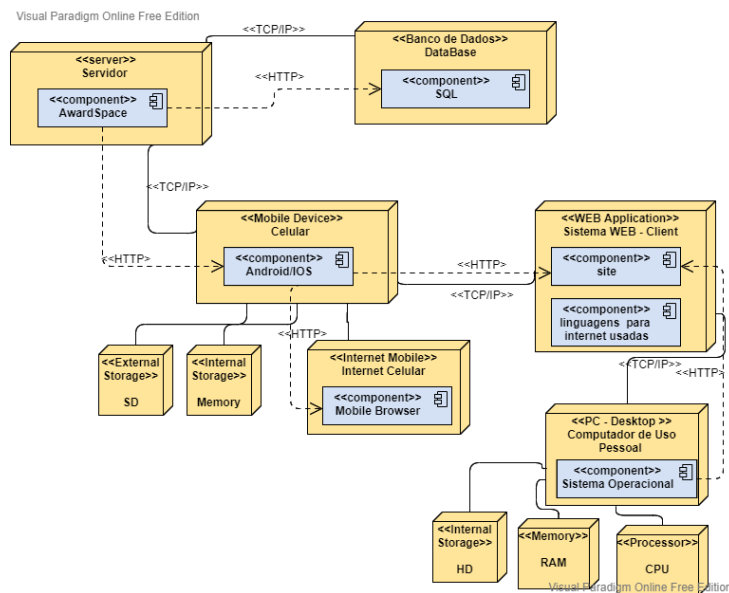 Visual Paradigm Online Free Edition
<<TCP/IP>>
<<server>>
Servidor
<<component>>
AwardSpace
<<HTTP>
<<Banco de Dados>>
DataBase
<<component>>
SQL
<<TCP/IP>>
<<HTTP>
<<Mobile Device>>
Celular
<<component>>
Android/IOS
<<HTTP>
<<TCP/IP>>
<<WEB Application>>
Sistema WEB - Client
<<component>>
site
<<component>>
linguagens para
internet usadas
<<External
Storage>>
SD
<<Internal
Storage>>
Memory
<<HTTP>
<<Internet Mobile>>
Internet Celular
<<component>>
Mobile Browser
<<TCP/IP>>
<<HTTP>
<<PC - Desktop >>
Computador de Uso
Pessoal
<<component>>
Sistema Operacional
<<Internal
Storage>>
HD
<<Memory>>
RAM
<<Processor>>
CPU
Visual Paradigm Online Free Edition